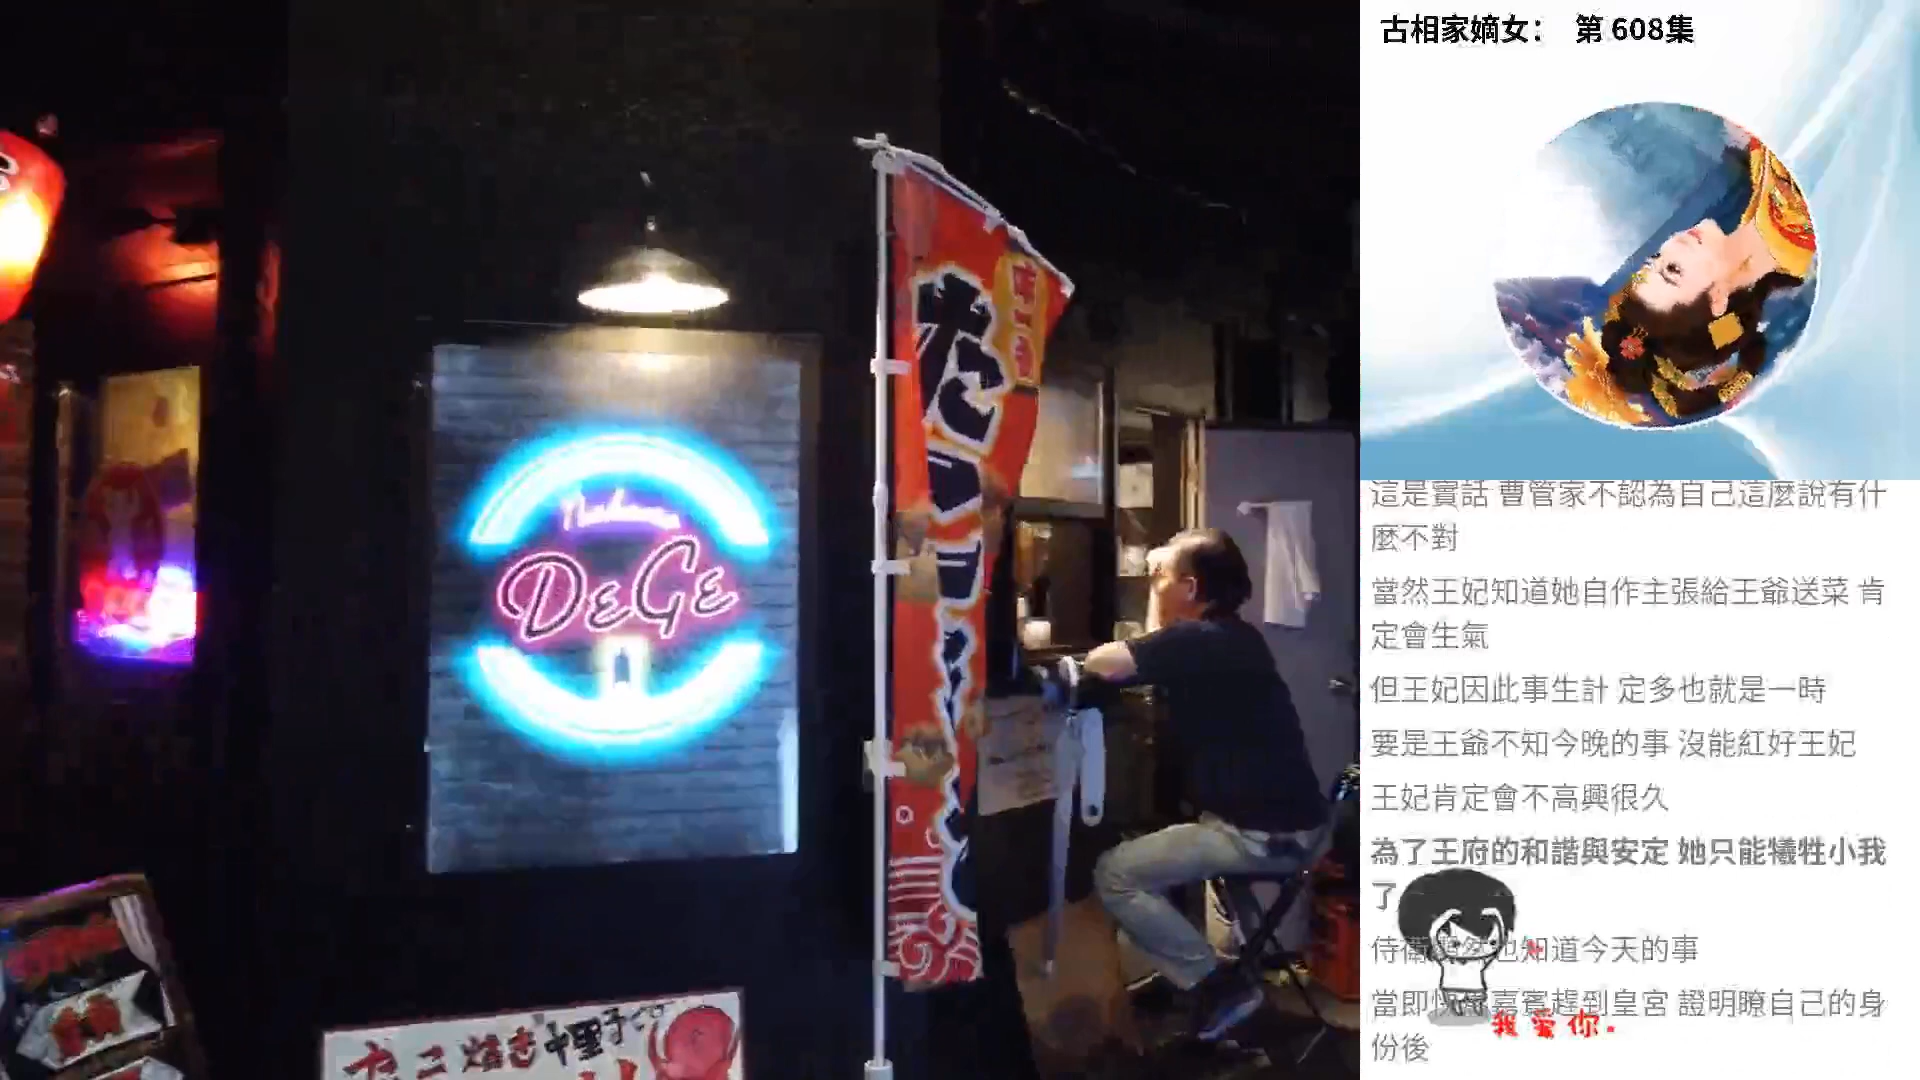 古相家嫡女： 第 608集
DEGE
たこ焼き
這是實話 曹管家不認為自己這麼說有什
麼不對
當然王妃知道她自作主張給王爺送菜 肯
定會生氣
但王妃因此事生計 定多也就是一時
要是王爺不知今晚的事 沒能紅好王妃
王妃肯定會不高興很久
為了王府的和諧與安定 她只能犧牲小我
了
侍衛 也知道今天的事
當即 嘉賓趕到皇宮 證明瞭自己的身
份後
我愛你.